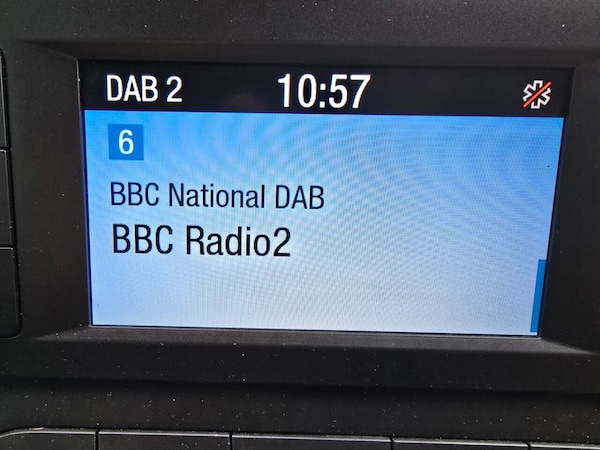 DAB 2 10:57
6
BBC National DAB
BBC Radio2